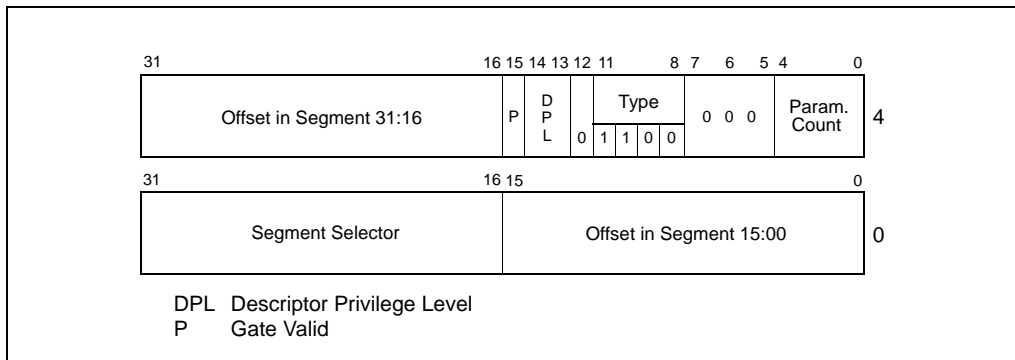 31 16 15 14 13 12 11 8 7 6 5 4 0
Offset in Segment 31:16 P D P L 0 Type 1 1 0 0 0 0 0 Param. Count 4
31 16 15 0
Segment Selector Offset in Segment 15:00 0
DPL Descriptor Privilege Level
P Gate Valid